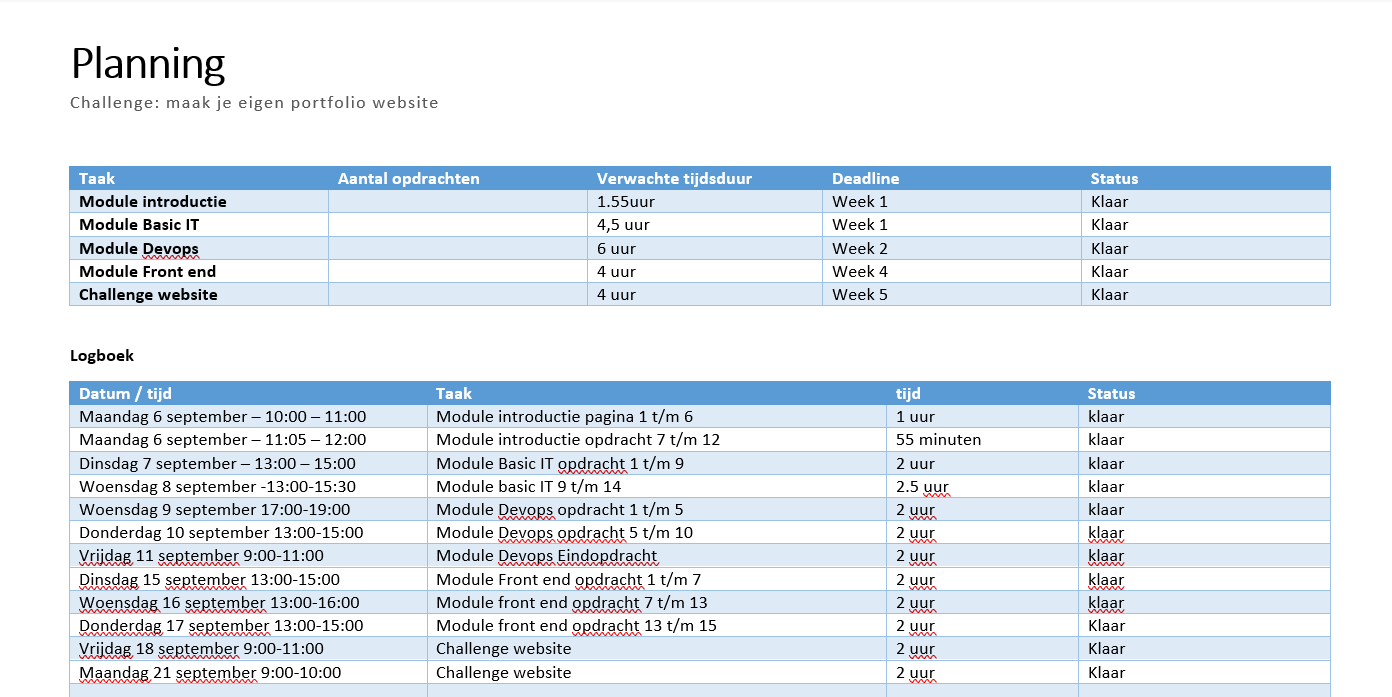 Planning
Challenge: maak je eigen portfolio website
Taak Aantal opdrachten Verwachte tijdsduur Deadline Status
Module introductie 1.55uur Week 1 Klaar
Module Basic IT 4,5 uur Week 1 Klaar
Module Devops 6 uur Week 2 Klaar
Module Front end 4 uur Week 4 Klaar
Challenge website 4 uur Week 5 Klaar
Logboek
Datum / tijd Taak tijd Status
Maandag 6 september – 10:00 – 11:00 Module introductie pagina 1 t/m 6 1 uur klaar
Maandag 6 september – 11:05 – 12:00 Module introductie opdracht 7 t/m 12 55 minuten klaar
Dinsdag 7 september – 13:00 – 15:00 Module Basic IT opdracht 1 t/m 9 2 uur klaar
Woensdag 8 september -13:00-15:30 Module basic IT 9 t/m 14 2.5 uur klaar
Woensdag 9 september 17:00-19:00 Module Devops opdracht 1 t/m 5 2 uur klaar
Donderdag 10 september 13:00-15:00 Module Devops opdracht 5 t/m 10 2 uur klaar
Vrijdag 11 september 9:00-11:00 Module Devops Eindopdracht 2 uur klaar
Dinsdag 15 september 13:00-15:00 Module Front end opdracht 1 t/m 7 2 uur klaar
Woensdag 16 september 13:00-16:00 Module front end opdracht 7 t/m 13 2 uur klaar
Donderdag 17 september 13:00-15:00 Module front end opdracht 13 t/m 15 2 uur Klaar
Vrijdag 18 september 9:00-11:00 Challenge website 2 uur Klaar
Maandag 21 september 9:00-10:00 Challenge website 2 uur Klaar